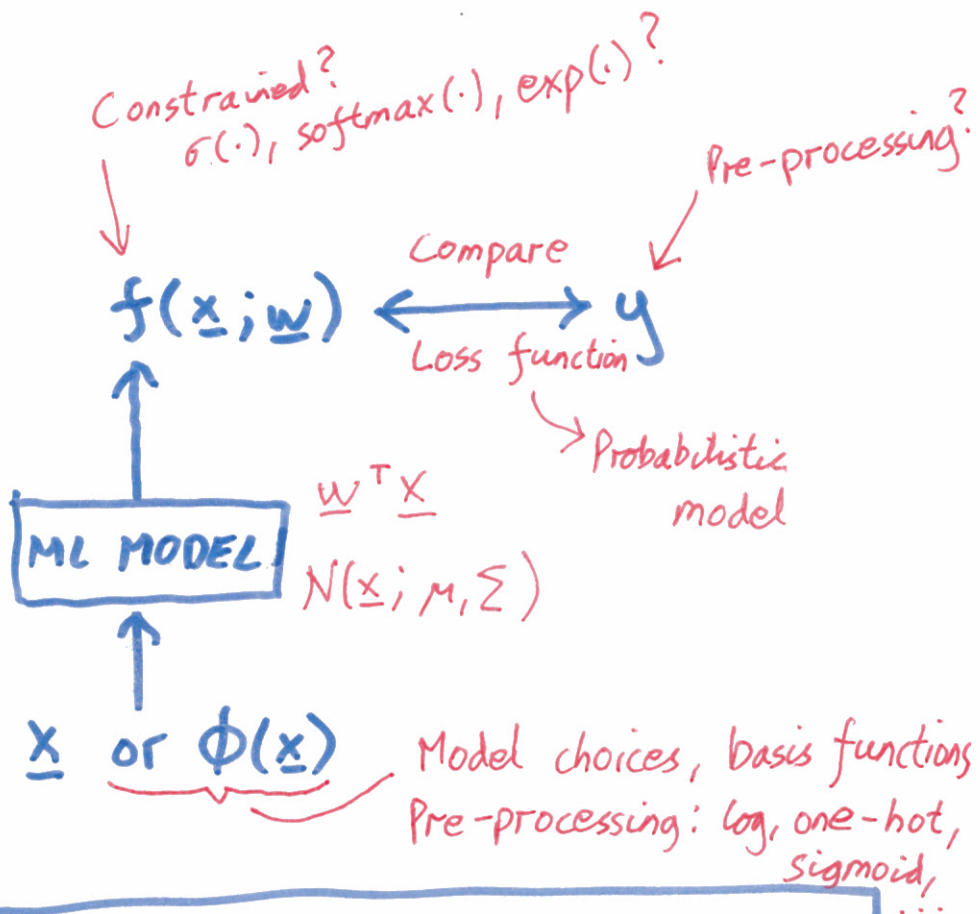 Constrained?
σ(·), softmax(·), exp(·)?
Pre-processing?
Compare
f(x; w) ⟷ y
Loss function
Probabilistic
model
w^T x
ML MODEL
N(x; μ, Σ)
x or ϕ(x)
Model choices, basis functions
Pre-processing: log, one-hot,
sigmoid,
...